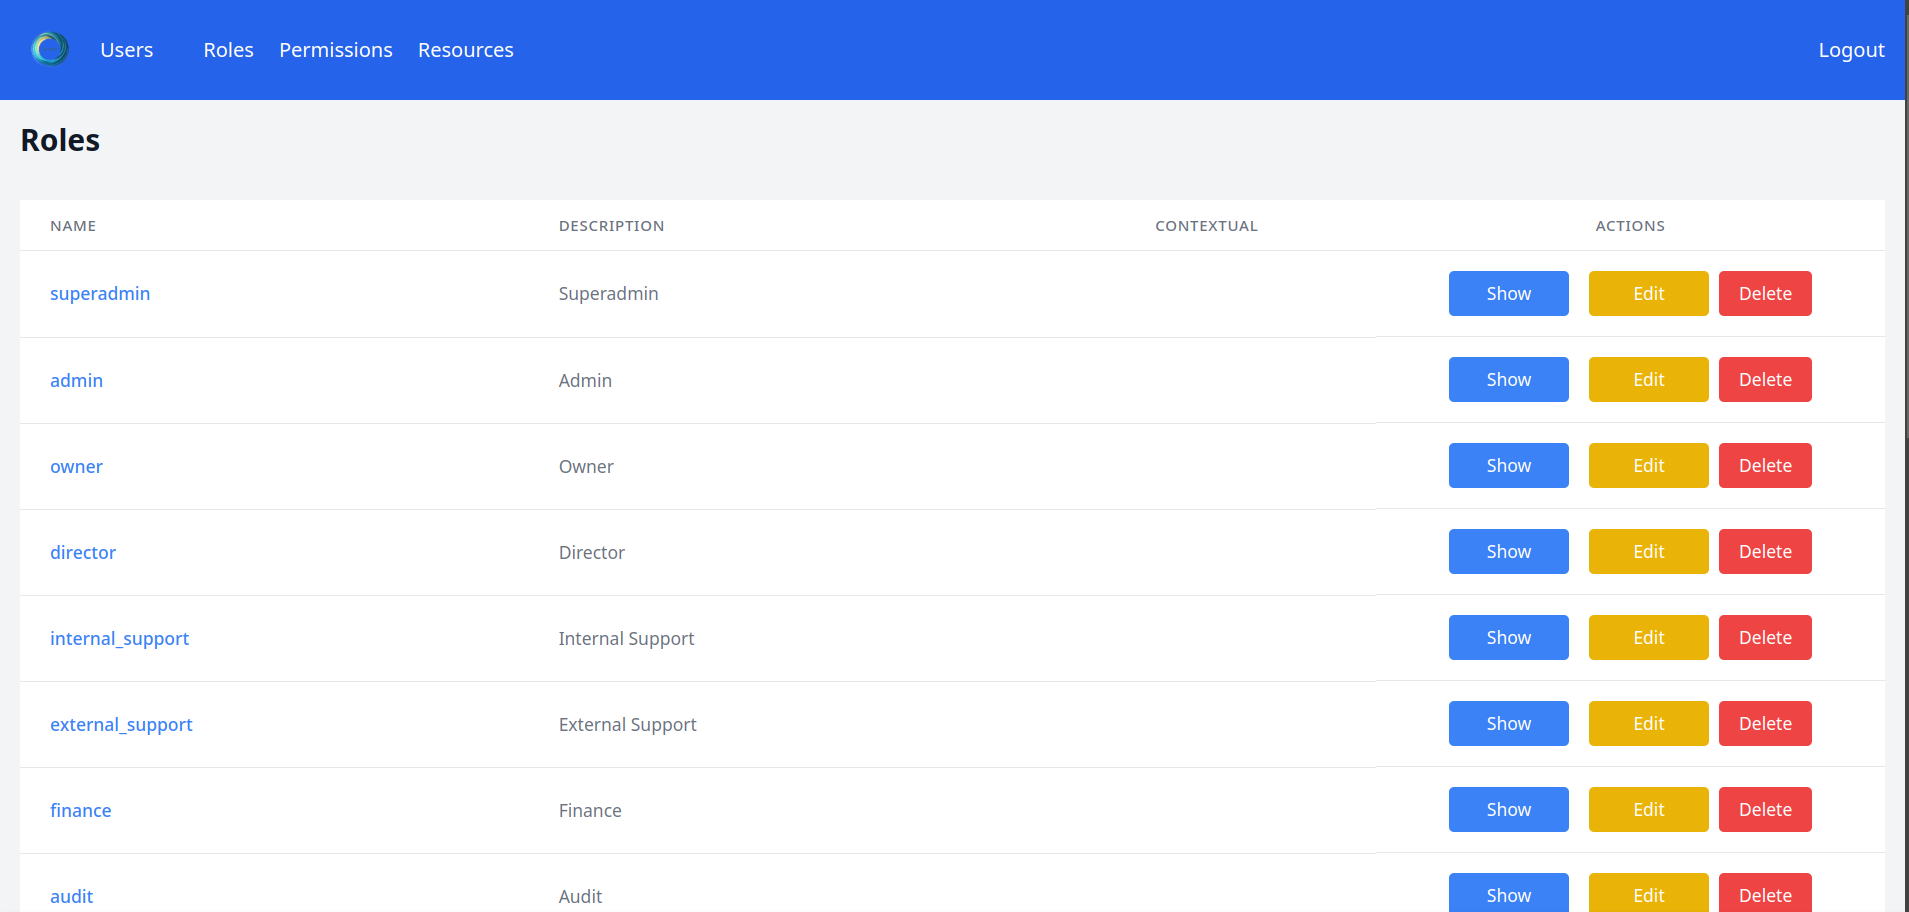 Users Roles Permissions Resources Logout
Roles
NAME DESCRIPTION CONTEXTUAL ACTIONS
superadmin Superadmin Show Edit Delete
admin Admin Show Edit Delete
owner Owner Show Edit Delete
director Director Show Edit Delete
internal_support Internal Support Show Edit Delete
external_support External Support Show Edit Delete
finance Finance Show Edit Delete
audit Audit Show Edit Delete